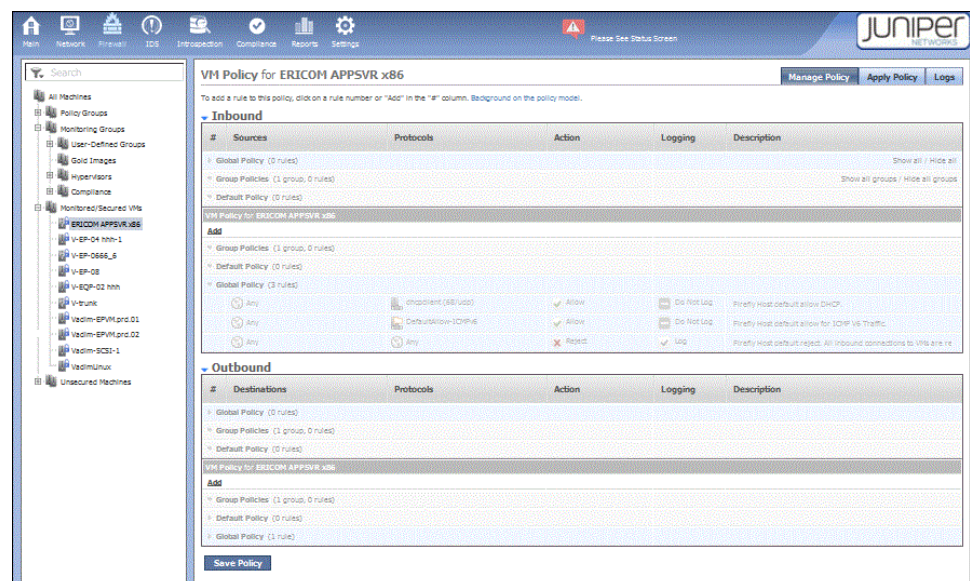 Main Network Firewall IDS Introspection Compliance Reports Settings
Please See Status Screen
JUNIPER
NETWORKS
Search
All Machines
Policy Groups
Monitoring Groups
User-Defined Groups
Gold Images
Hypervisors
Compliance
Monitored/Secured VMs
ERICOM APPSVR x86
V-EP-04 hhh-1
V-EP-0666_6
V-EP-08
V-EQP-02 hhh
V-trunk
Vadim-EPVM.prd.01
Vadim-EPVM.prd.02
Vadim-SCSI-1
VadimLinux
Unsecured Machines
VM Policy for ERICOM APPSVR x86
Manage Policy Apply Policy Logs
To add a rule to this policy, click on a rule number or "Add" in the "#" column. Background on the policy model.
Inbound
# Sources Protocols Action Logging Description
Global Policy (0 rules) Show all / Hide all
Group Policies (1 group, 0 rules) Show all groups / Hide all groups
Default Policy (0 rules)
VM Policy for ERICOM APPSVR x86
Add
Group Policies (1 group, 0 rules)
Default Policy (0 rules)
Global Policy (3 rules)
Any dhcpclient (68/udp) Allow Do Not Log Firefly Host default allow DHCP.
Any DefaultAllow-ICMPv6 Allow Do Not Log Firefly Host default allow for ICMP V6 Traffic.
Any Any Reject Log Firefly Host default reject. All inbound connections to VMs are re
Outbound
# Destinations Protocols Action Logging Description
Global Policy (0 rules)
Group Policies (1 group, 0 rules)
Default Policy (0 rules)
VM Policy for ERICOM APPSVR x86
Add
Group Policies (1 group, 0 rules)
Default Policy (0 rules)
Global Policy (1 rule)
Save Policy